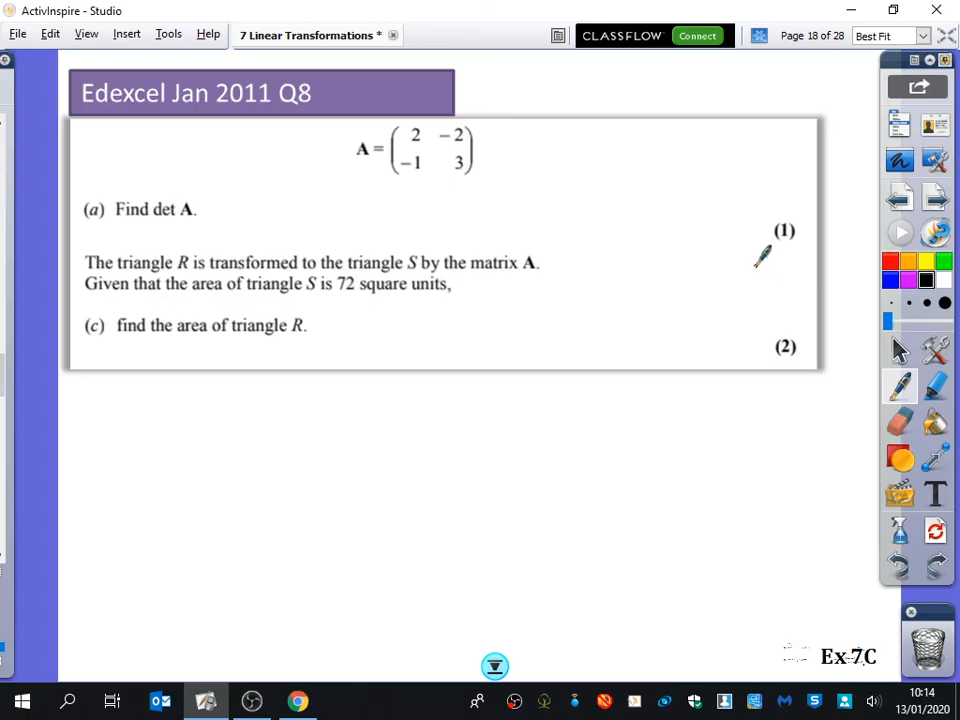 ActivInspire - Studio
File Edit View Insert Tools Help
7 Linear Transformations *
CLASSFLOW Connect
Page 18 of 28
Best Fit
Edexcel Jan 2011 Q8
A = ( 2 −2
−1 3 )
(a) Find det A.
(1)
The triangle R is transformed to the triangle S by the matrix A.
Given that the area of triangle S is 72 square units,
(c) find the area of triangle R.
(2)
Ex 7C
10:14
13/01/2020